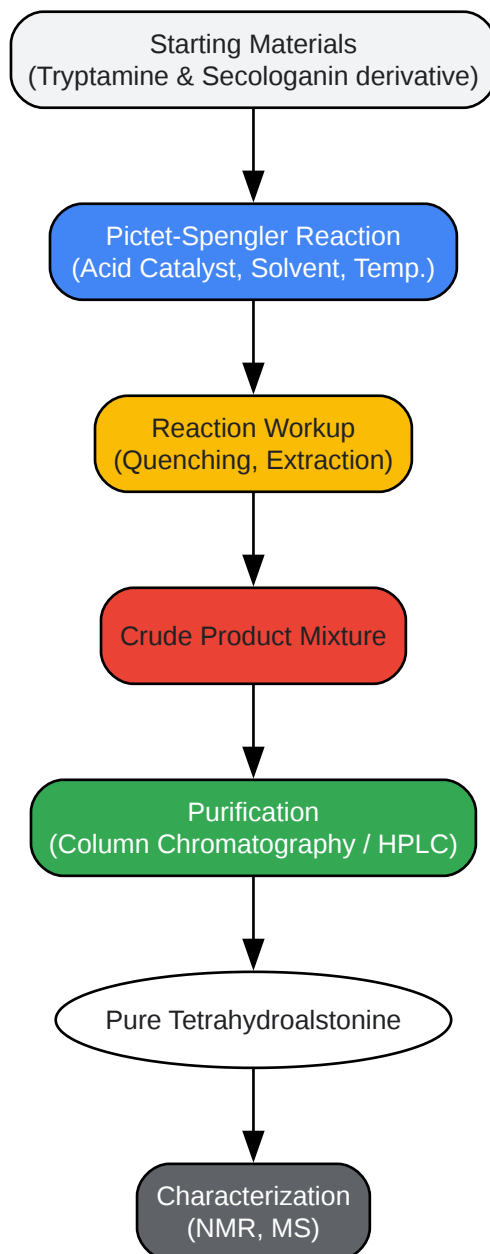 Starting Materials
(Tryptamine & Secologanin derivative)
Pictet-Spengler Reaction
(Acid Catalyst, Solvent, Temp.)
Reaction Workup
(Quenching, Extraction)
Crude Product Mixture
Purification
(Column Chromatography / HPLC)
Pure Tetrahydroalstonine
Characterization
(NMR, MS)